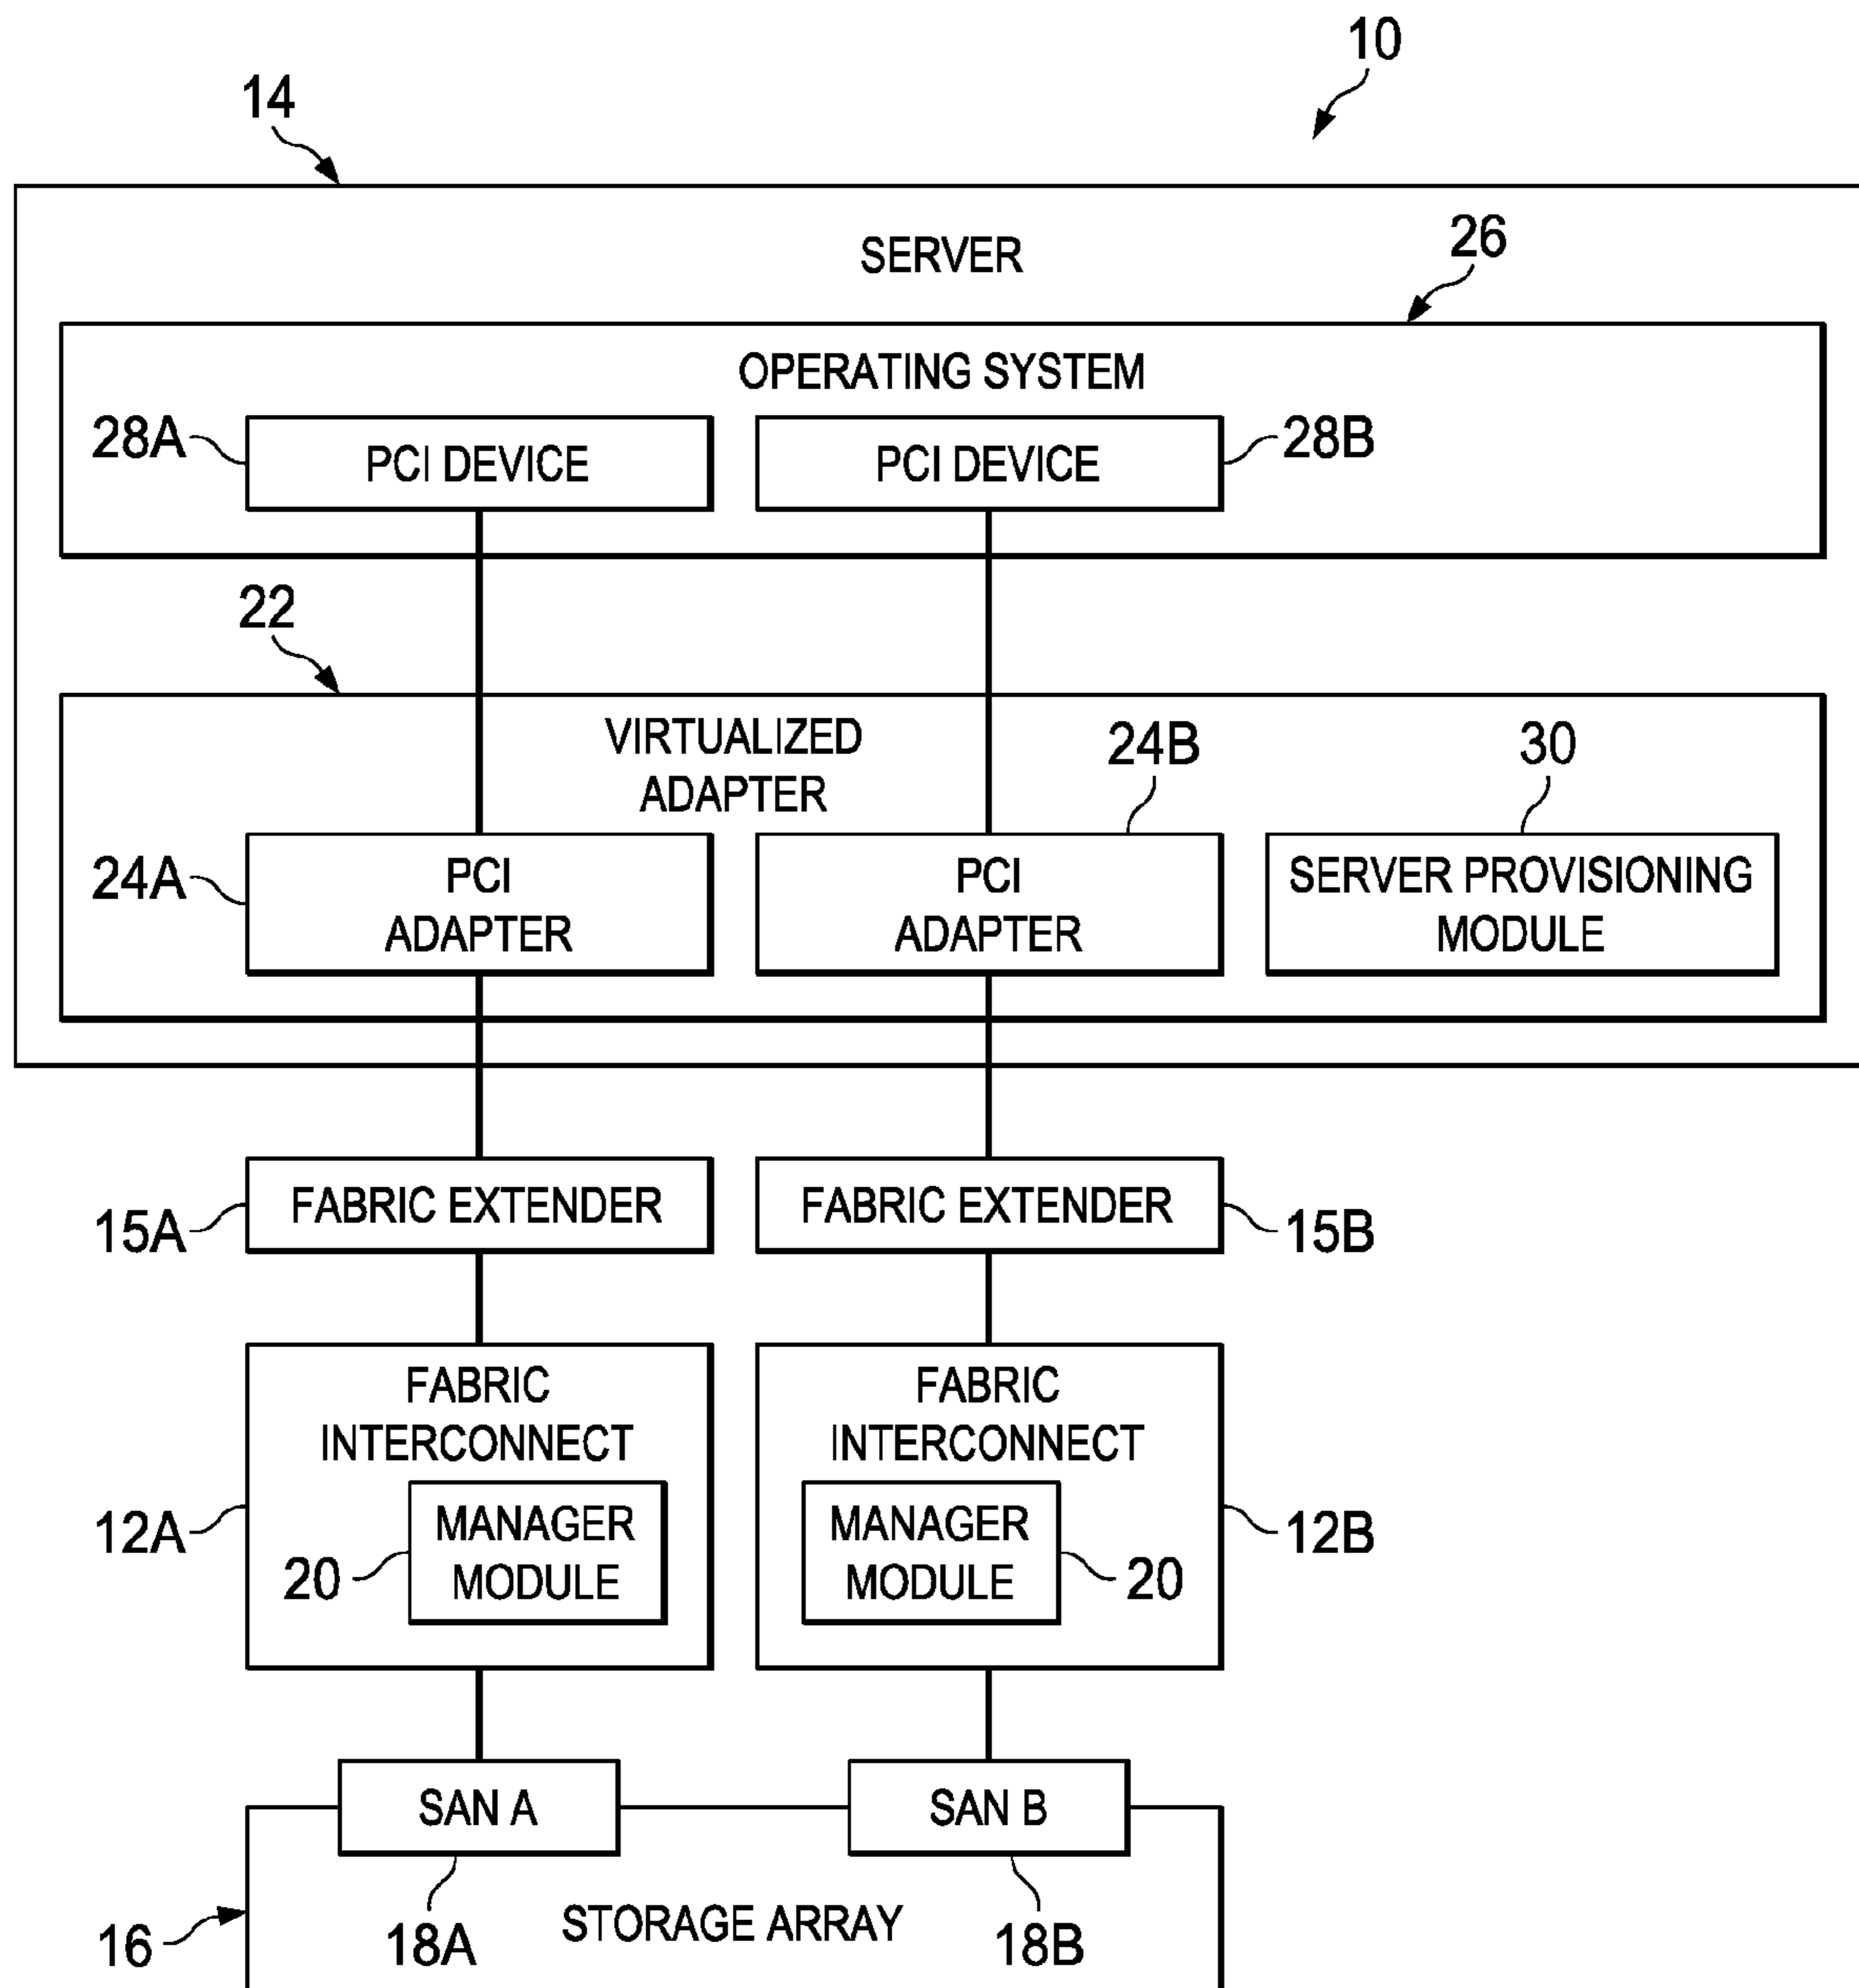 10
14
SERVER
26
OPERATING SYSTEM
28A
PCI DEVICE
PCI DEVICE
28B
22
VIRTUALIZED
ADAPTER
24B
30
24A
PCI
ADAPTER
PCI
ADAPTER
SERVER PROVISIONING
MODULE
15A
FABRIC EXTENDER
FABRIC EXTENDER
15B
FABRIC
INTERCONNECT
FABRIC
INTERCONNECT
12A
MANAGER
MODULE
20
MANAGER
MODULE
20
12B
SAN A
SAN B
16
18A
STORAGE ARRAY
18B